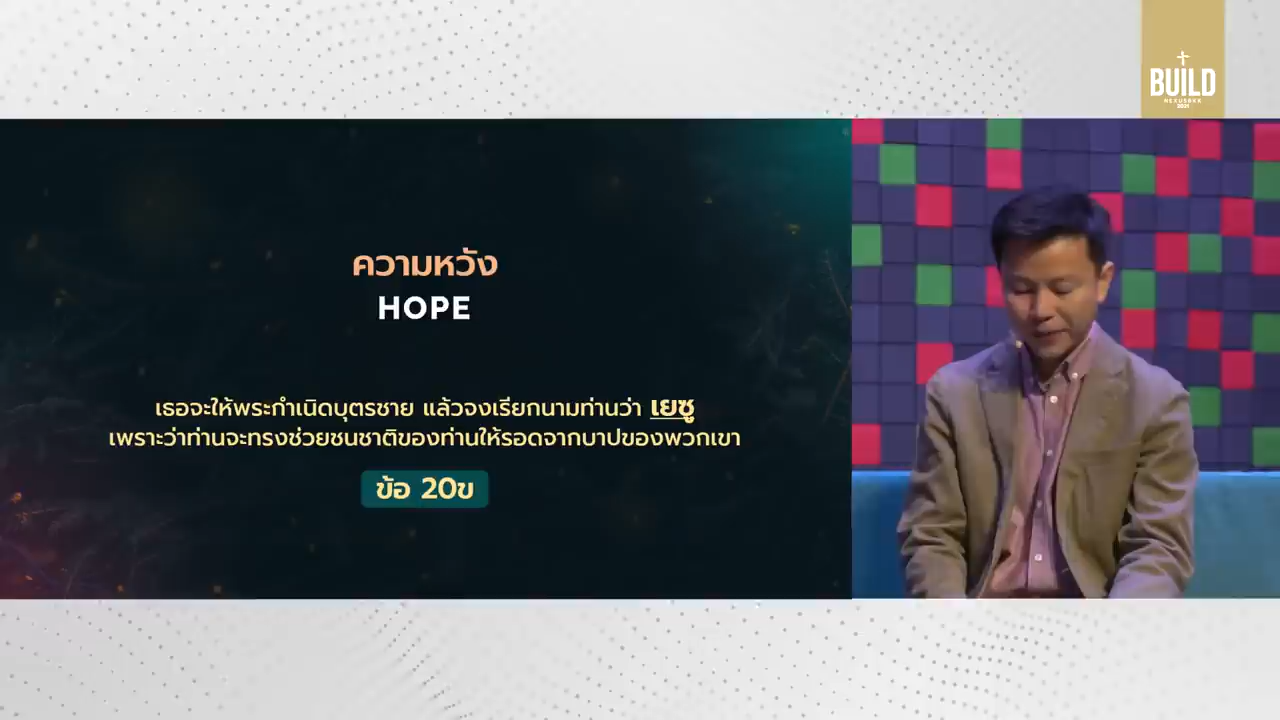 BUILD
NEXUSBKK
2021
ความหวัง
HOPE
เธอจะให้พระกำเนิดบุตรชาย แล้วจงเรียกนามท่านว่า เยซู
เพราะว่าท่านจะทรงช่วยชนชาติของท่านให้รอดจากบาปของพวกเขา
ข้อ 20ข